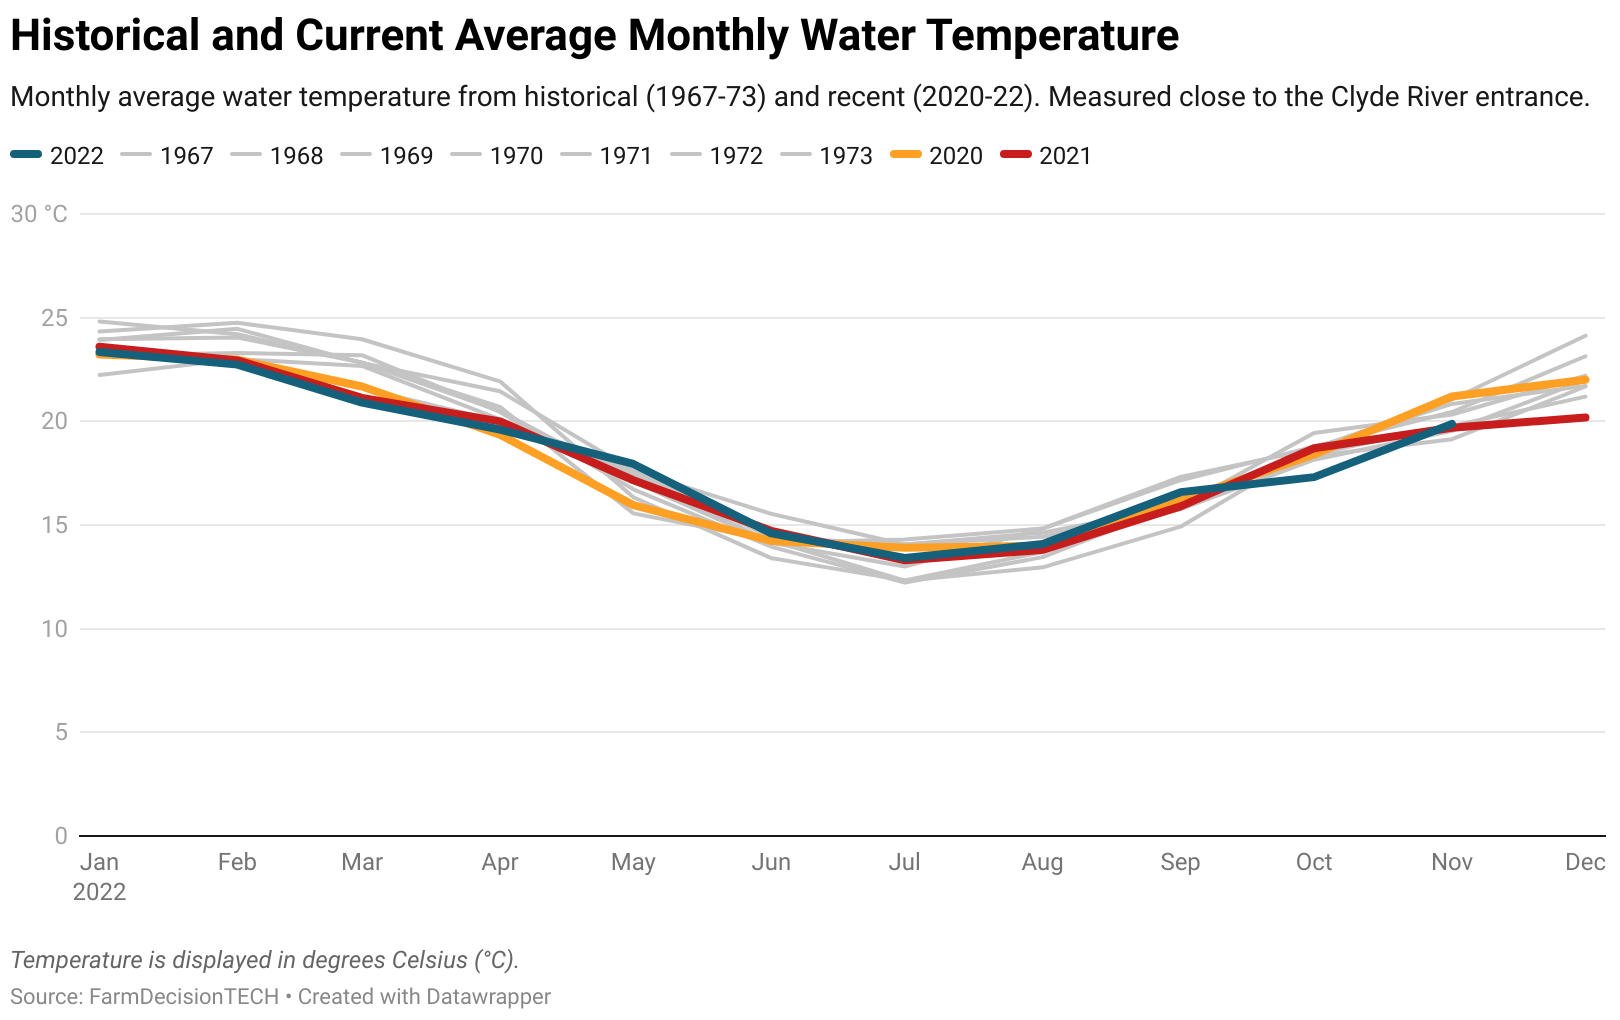 Historical and Current Average Monthly Water Temperature
Monthly average water temperature from historical (1967-73) and recent (2020-22). Measured close to the Clyde River entrance.
2022 1967 1968 1969 1970 1971 1972 1973 2020 2021
30 °C
25
20
15
10
5
0
Jan Feb Mar Apr May Jun Jul Aug Sep Oct Nov Dec
2022
Temperature is displayed in degrees Celsius (°C).
Source: FarmDecisionTECH • Created with Datawrapper